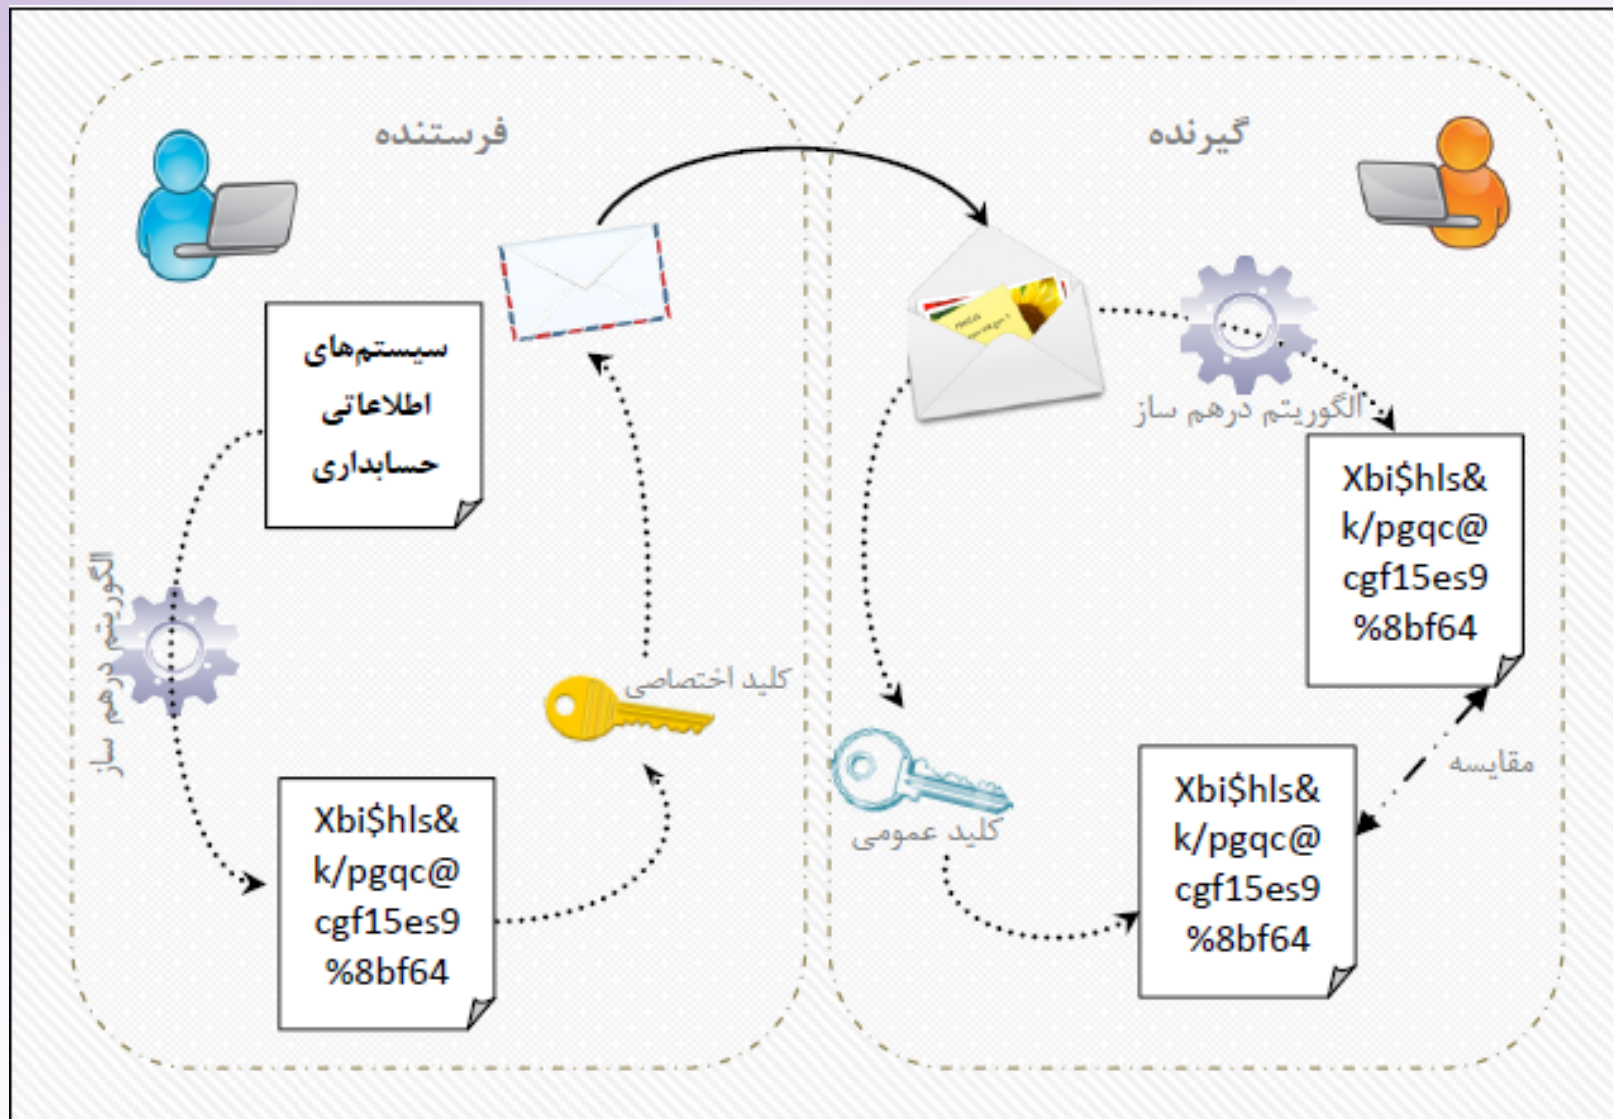 فرستنده
سیستم‌های
اطلاعاتی
حسابداری
الگوریتم درهم ساز
Xbi$hls&
k/pgqc@
cgf15es9
%8bf64
کلید اختصاصی
گیرنده
الگوریتم درهم ساز
Xbi$hls&
k/pgqc@
cgf15es9
%8bf64
مقایسه
کلید عمومی
Xbi$hls&
k/pgqc@
cgf15es9
%8bf64